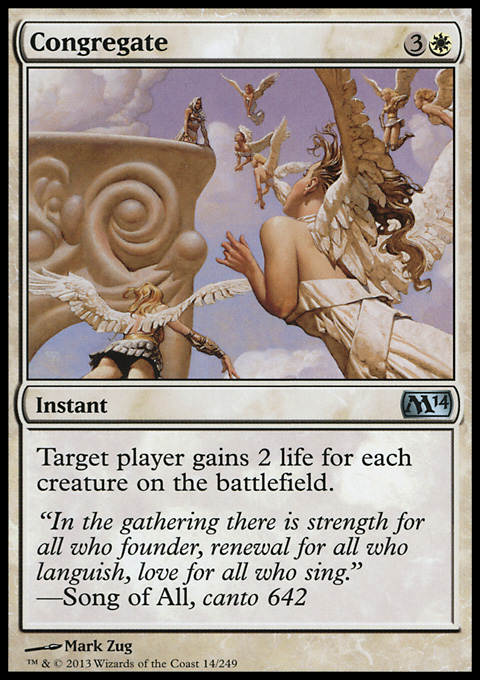 Congregate 3
Instant M14
Target player gains 2 life for each
creature on the battlefield.
“In the gathering there is strength for
all who founder, renewal for all who
languish, love for all who sing.”
—Song of All, canto 642
Mark Zug
™ & © 2013 Wizards of the Coast 14/249